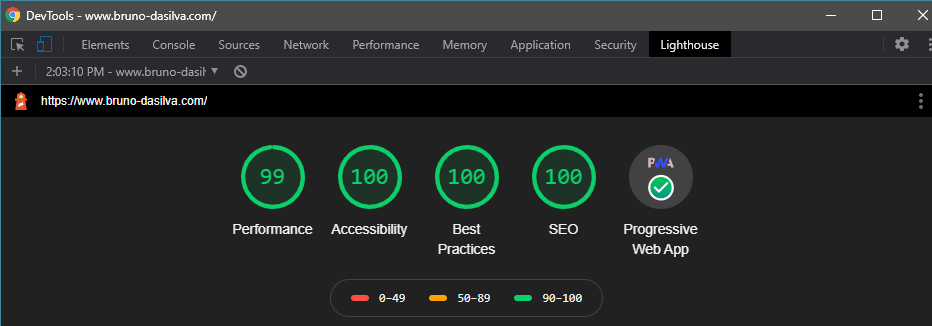 DevTools - www.bruno-dasilva.com/
Elements Console Sources Network Performance Memory Application Security Lighthouse
2:03:10 PM - www.bruno-dasil
https://www.bruno-dasilva.com/
99 100 100 100 PWA
Performance Accessibility Best Practices SEO Progressive Web App
0–49 50–89 90–100